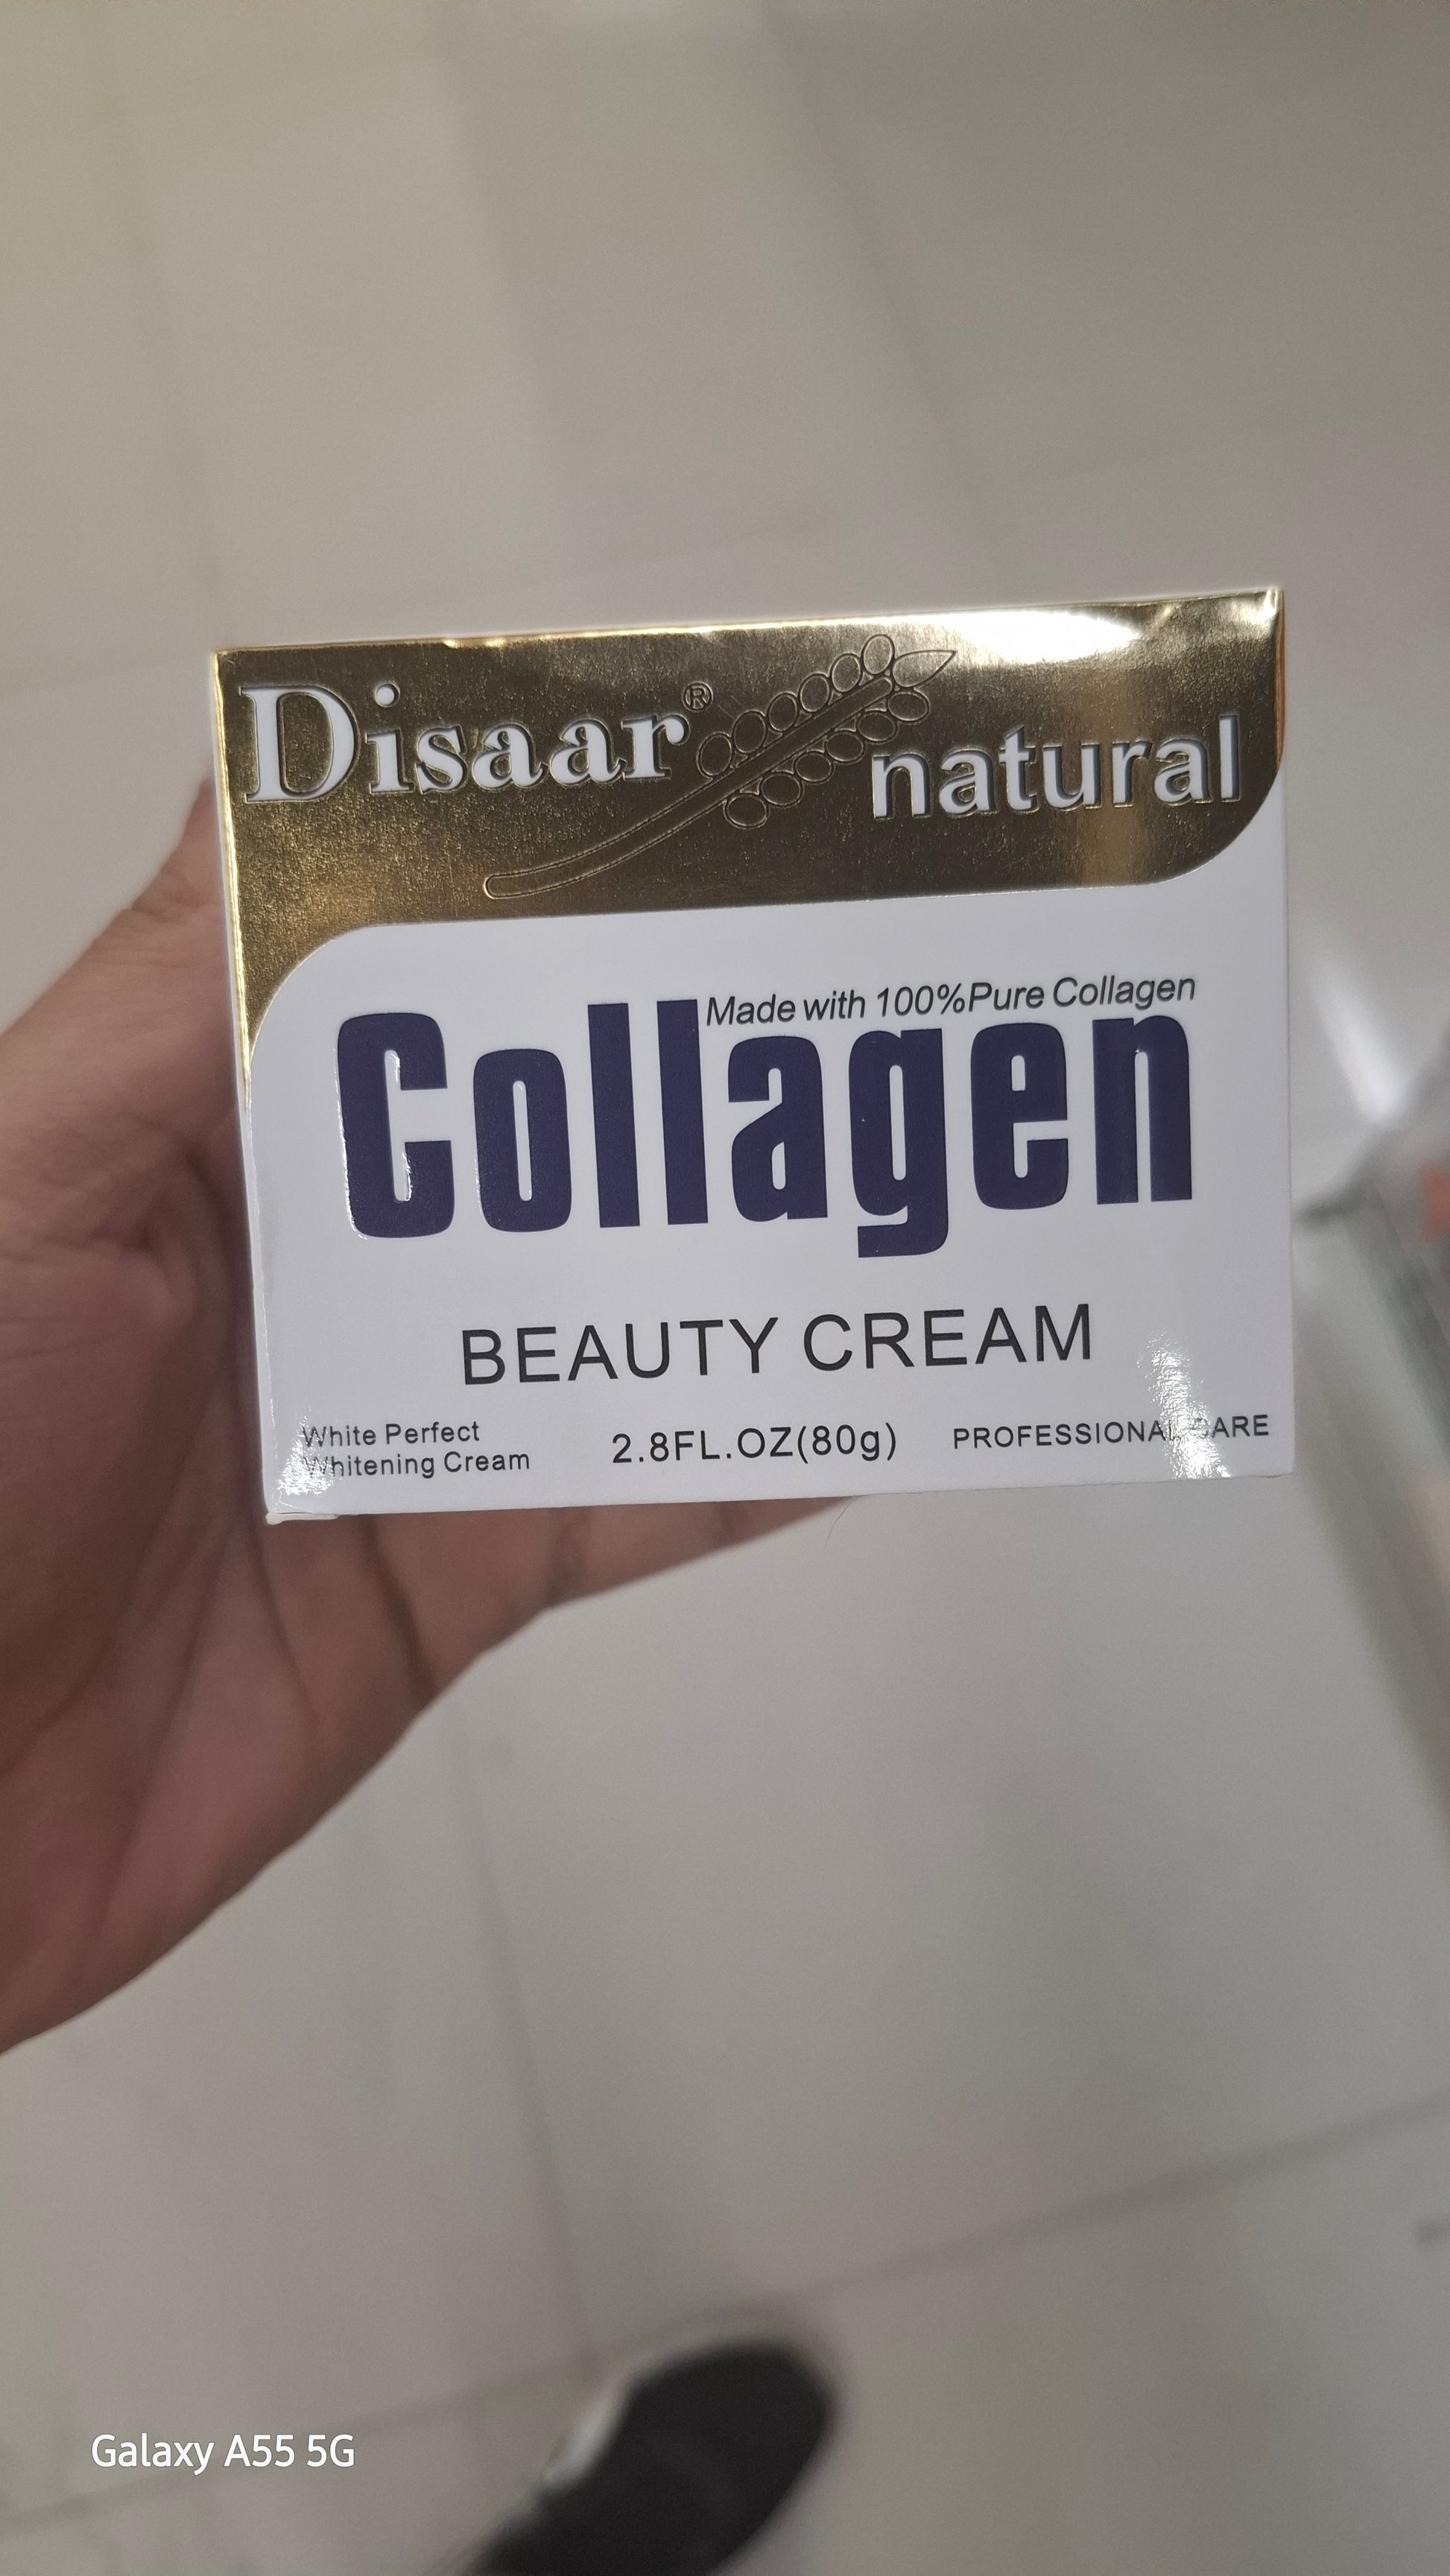 Disaar®
natural
Made with 100%Pure Collagen
Collagen
BEAUTY CREAM
White Perfect
Whitening Cream
2.8FL.OZ(80g)
PROFESSIONAL CARE
Galaxy A55 5G